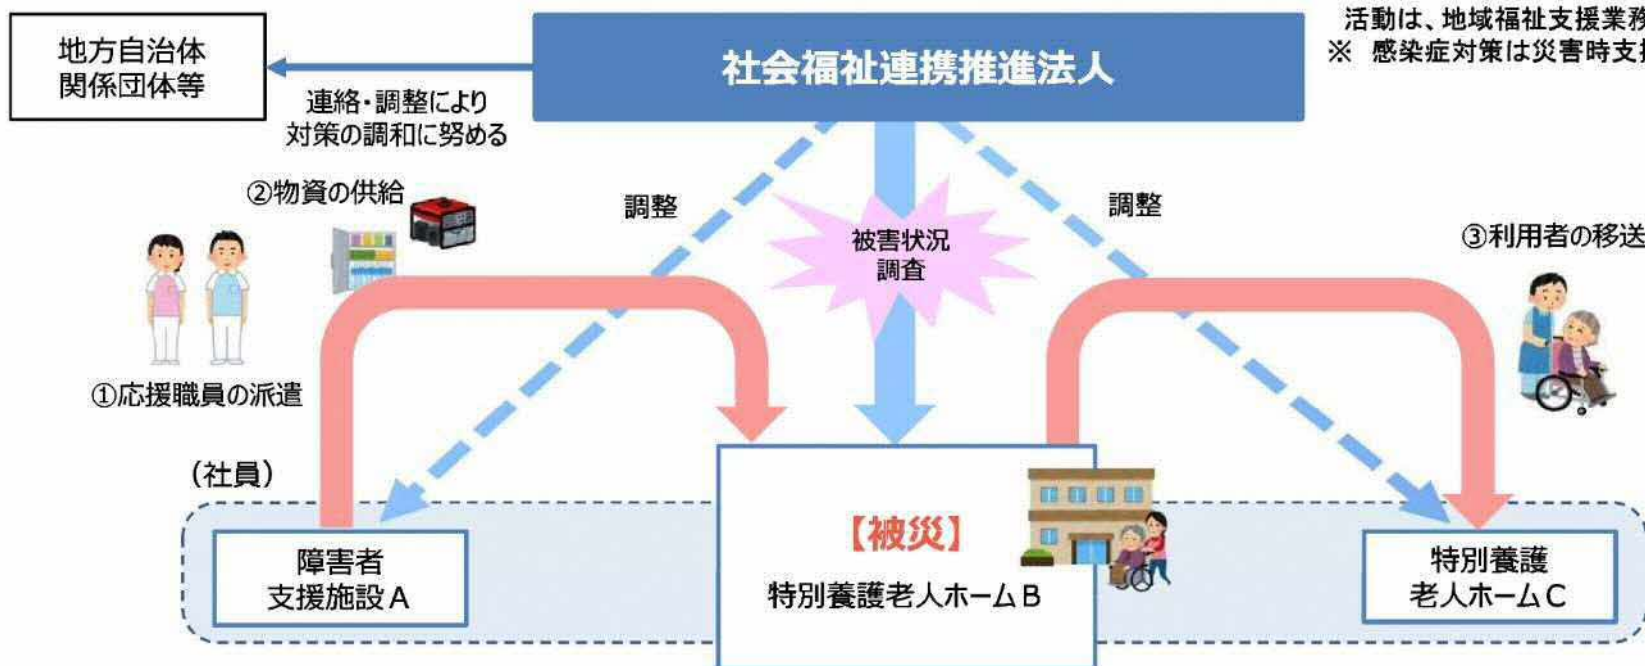 地方自治体
関係団体等
社会福祉連携推進法人
活動は、地域福祉支援業務
※ 感染症対策は災害時支援
連絡・調整により
対策の調和に努める
②物資の供給
調整
調整
被害状況
調査
③利用者の移送
①応援職員の派遣
(社員)
障害者
支援施設A
【被災】
特別養護老人ホームB
特別養護
老人ホームC